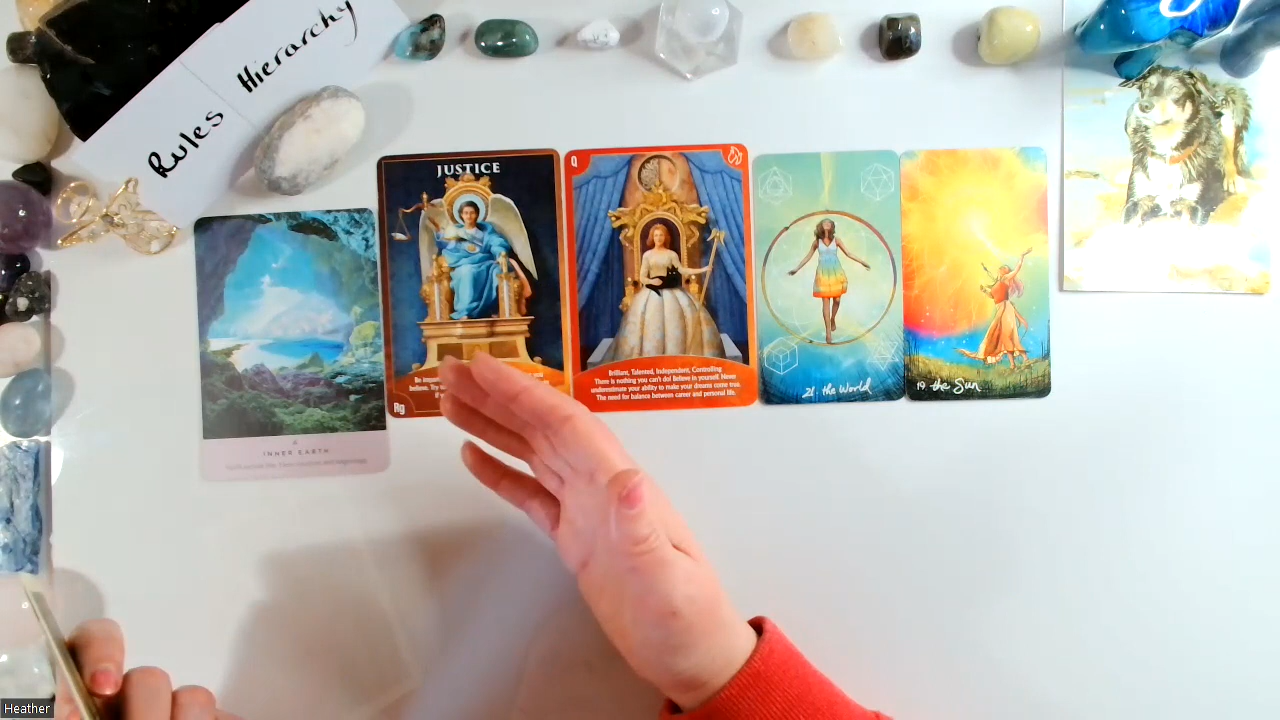 Rules Hierarchy
JUSTICE
Q
Rg
Brilliant, Talented, Independent, Controlling
There is nothing you can't do! Believe in yourself. Never
underestimate your ability to make your dreams come true.
The need for balance between career and personal life.
21 the World
19 the Sun
INNER EARTH
Heather